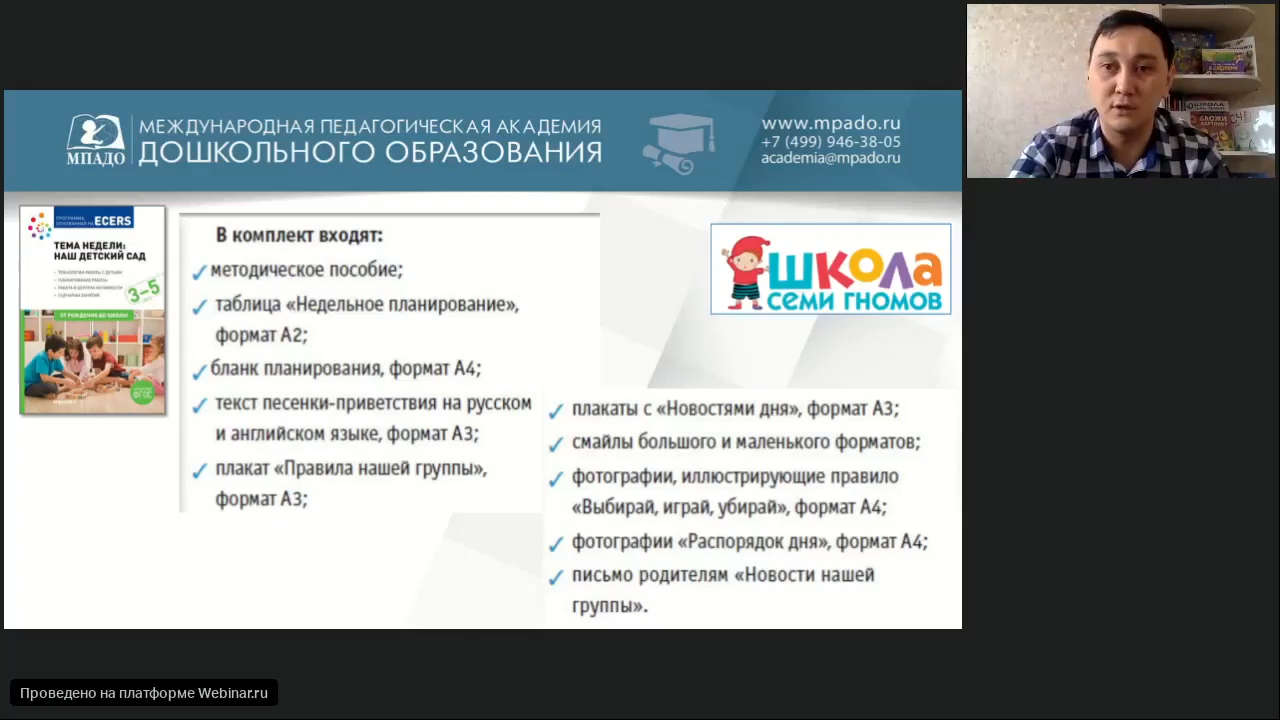 МПАДО
МЕЖДУНАРОДНАЯ ПЕДАГОГИЧЕСКАЯ АКАДЕМИЯ
ДОШКОЛЬНОГО ОБРАЗОВАНИЯ
www.mpado.ru
+7 (499) 946-38-05
academia@mpado.ru
ECERS
ТЕМА НЕДЕЛИ:
НАШ ДЕТСКИЙ САД
3–5
ОТ РОЖДЕНИЯ ДО ШКОЛЫ
ФГОС
В комплект входят:
✓ методическое пособие;
✓ таблица «Недельное планирование»,
формат А2;
✓ бланк планирования, формат А4;
✓ текст песенки-приветствия на русском
и английском языке, формат А3;
✓ плакат «Правила нашей группы»,
формат А3;
ШКОЛА
СЕМИ ГНОМОВ
✓ плакаты с «Новостями дня», формат А3;
✓ смайлы большого и маленького форматов;
✓ фотографии, иллюстрирующие правило
«Выбирай, играй, убирай», формат А4;
✓ фотографии «Распорядок дня», формат А4;
✓ письмо родителям «Новости нашей
группы».
Проведено на платформе Webinar.ru